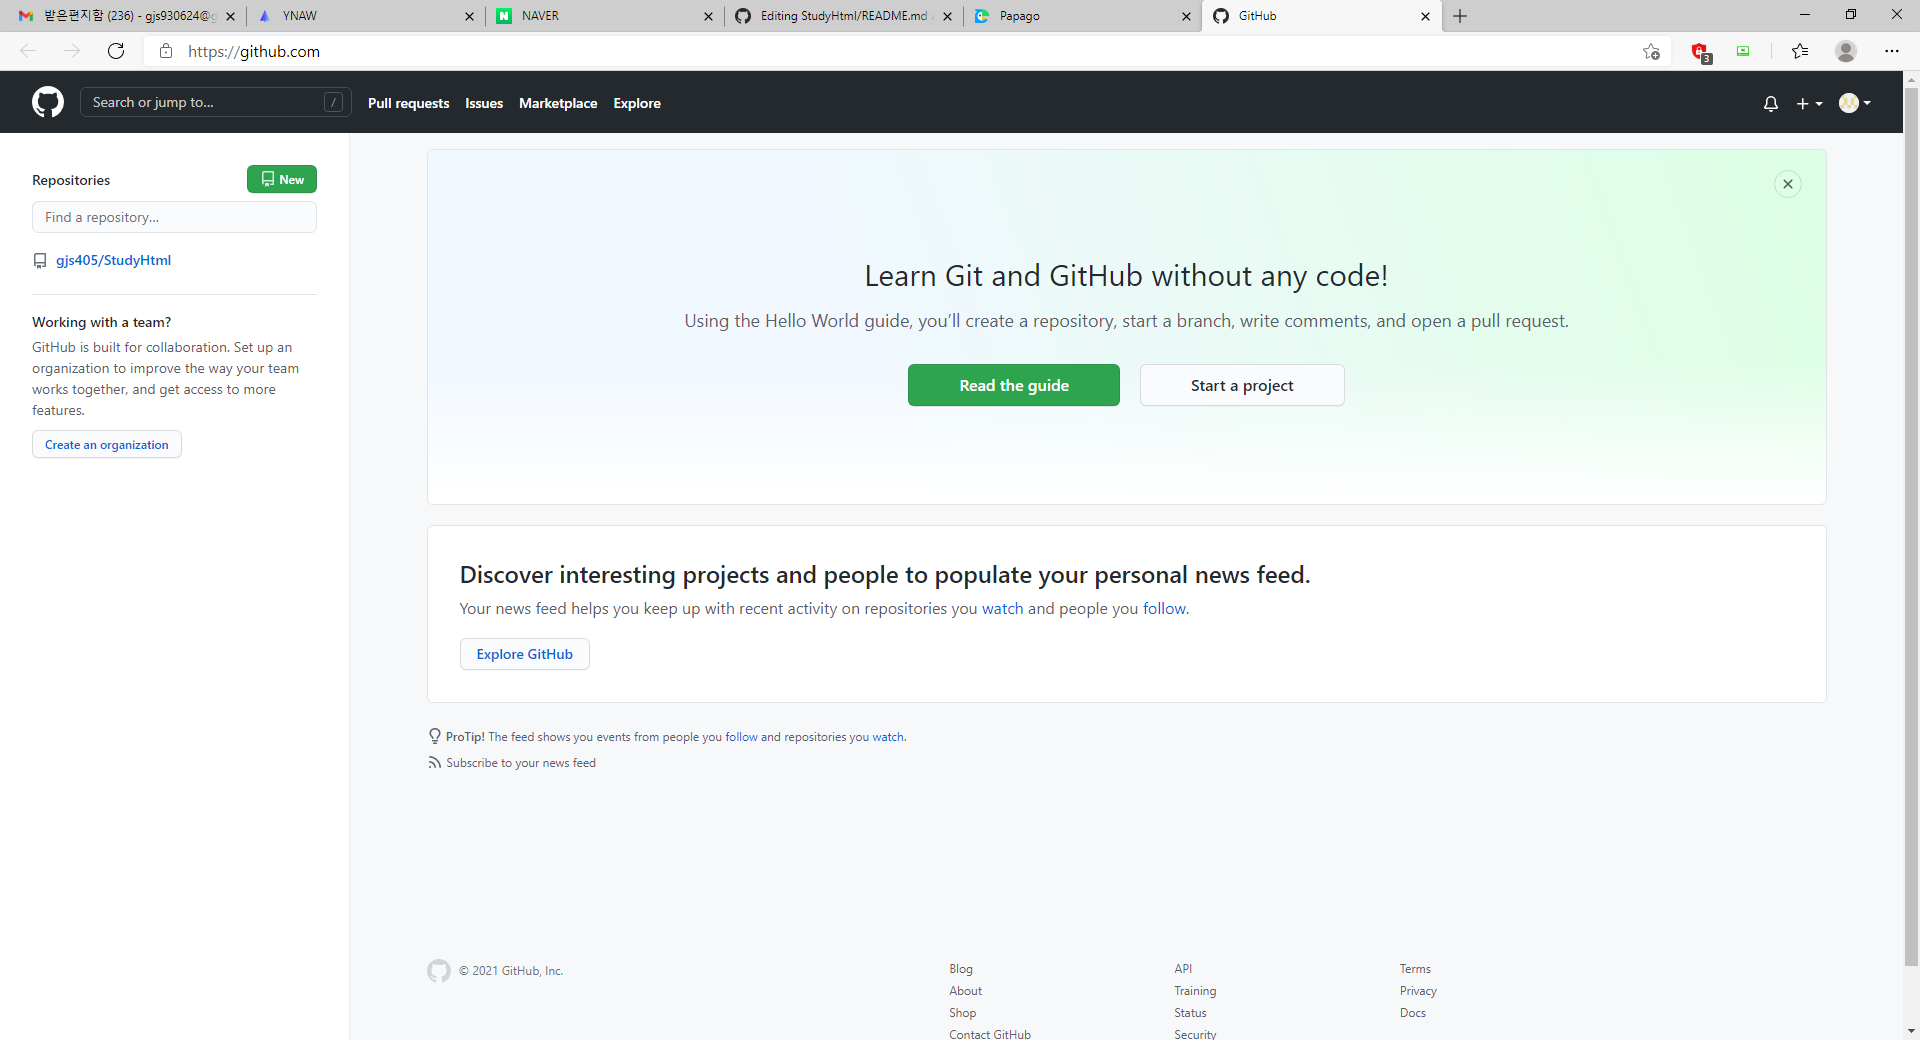 받은편지함 (236) - gjs930624@g
YNAW
NAVER
Editing StudyHtml/README.md
Papago
GitHub
https://github.com
3
Search or jump to... /
Pull requests Issues Marketplace Explore
Repositories
New
Find a repository...
gjs405/StudyHtml
Working with a team?
GitHub is built for collaboration. Set up an
organization to improve the way your team
works together, and get access to more
features.
Create an organization
Learn Git and GitHub without any code!
Using the Hello World guide, you’ll create a repository, start a branch, write comments, and open a pull request.
Read the guide
Start a project
Discover interesting projects and people to populate your personal news feed.
Your news feed helps you keep up with recent activity on repositories you watch and people you follow.
Explore GitHub
ProTip! The feed shows you events from people you follow and repositories you watch.
Subscribe to your news feed
© 2021 GitHub, Inc.
Blog
About
Shop
Contact GitHub
API
Training
Status
Security
Terms
Privacy
Docs